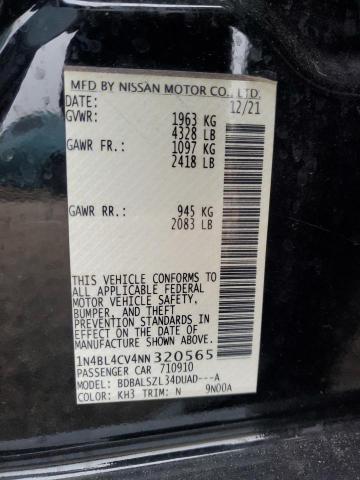 MFD BY NISSAN MOTOR CO., LTD.
DATE: 12/21
GVWR: 1963 KG
4328 LB
GAWR FR.: 1097 KG
2418 LB
GAWR RR.: 945 KG
2083 LB
THIS VEHICLE CONFORMS TO
ALL APPLICABLE FEDERAL
MOTOR VEHICLE SAFETY,
BUMPER, AND THEFT
PREVENTION STANDARDS IN
EFFECT ON THE DATE OF
MANUFACTURE SHOWN ABOVE.
1N4BL4CV4NN320565
PASSENGER CAR 710910
MODEL: BDBALSZL34DUAD---A
COLOR: KH3 TRIM: N 9N00A